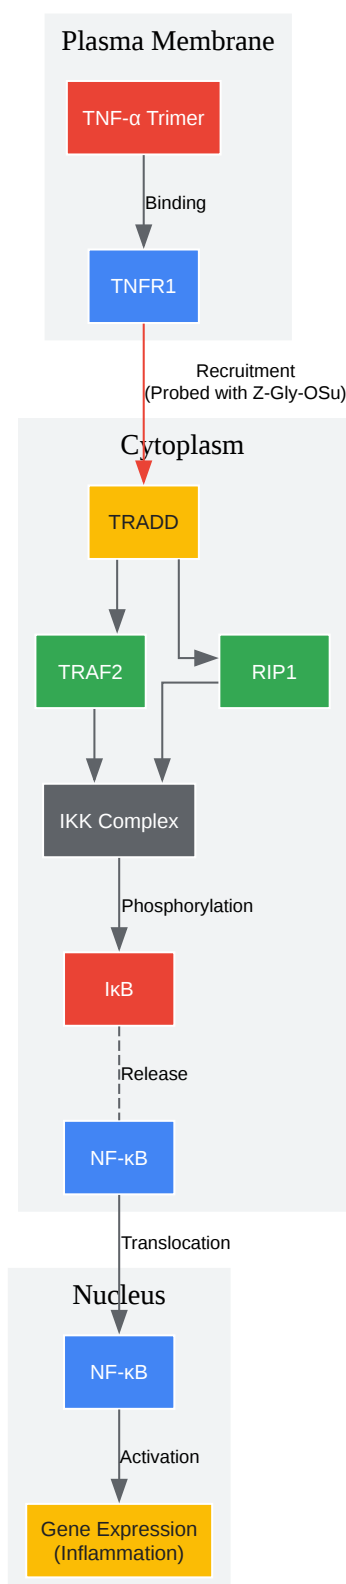 Plasma Membrane
TNF-α Trimer
Binding
TNFR1
Recruitment
(Probed with Z-Gly-OSu)
Cytoplasm
TRADD
TRAF2
RIP1
IKK Complex
Phosphorylation
IκB
Release
NF-κB
Translocation
Nucleus
NF-κB
Activation
Gene Expression
(Inflammation)